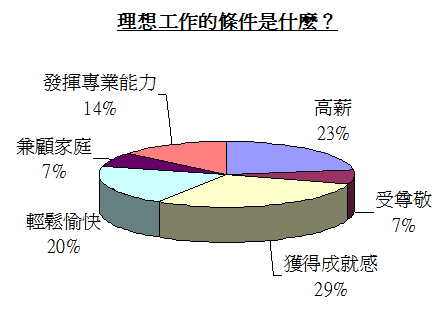 理想工作的條件是什麼？
發揮專業能力
14%
高薪
23%
兼顧家庭
7%
受尊敬
7%
輕鬆愉快
20%
獲得成就感
29%